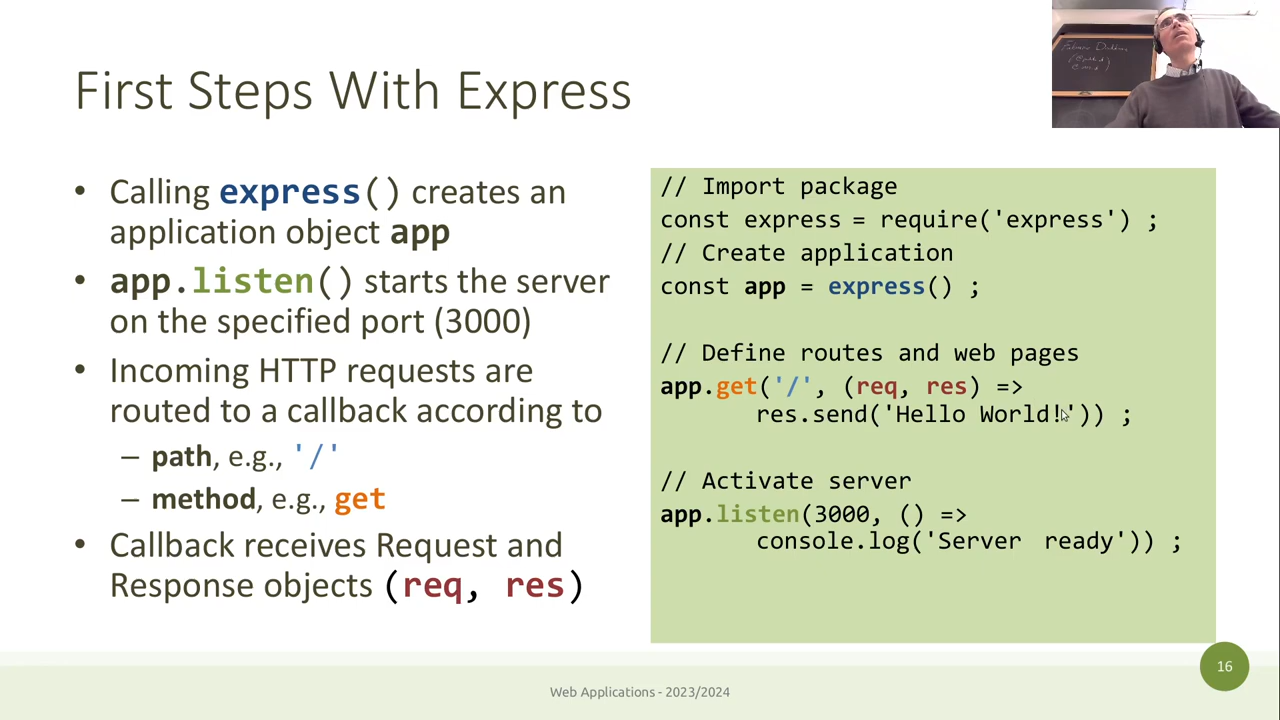 First Steps With Express
• Calling express() creates an
application object app
• app.listen() starts the server
on the specified port (3000)
• Incoming HTTP requests are
routed to a callback according to
– path, e.g., '/'
– method, e.g., get
• Callback receives Request and
Response objects (req, res)
// Import package
const express = require('express') ;
// Create application
const app = express() ;
// Define routes and web pages
app.get('/', (req, res) =>
res.send('Hello World!')) ;
// Activate server
app.listen(3000, () =>
console.log('Server ready')) ;
16
Web Applications - 2023/2024